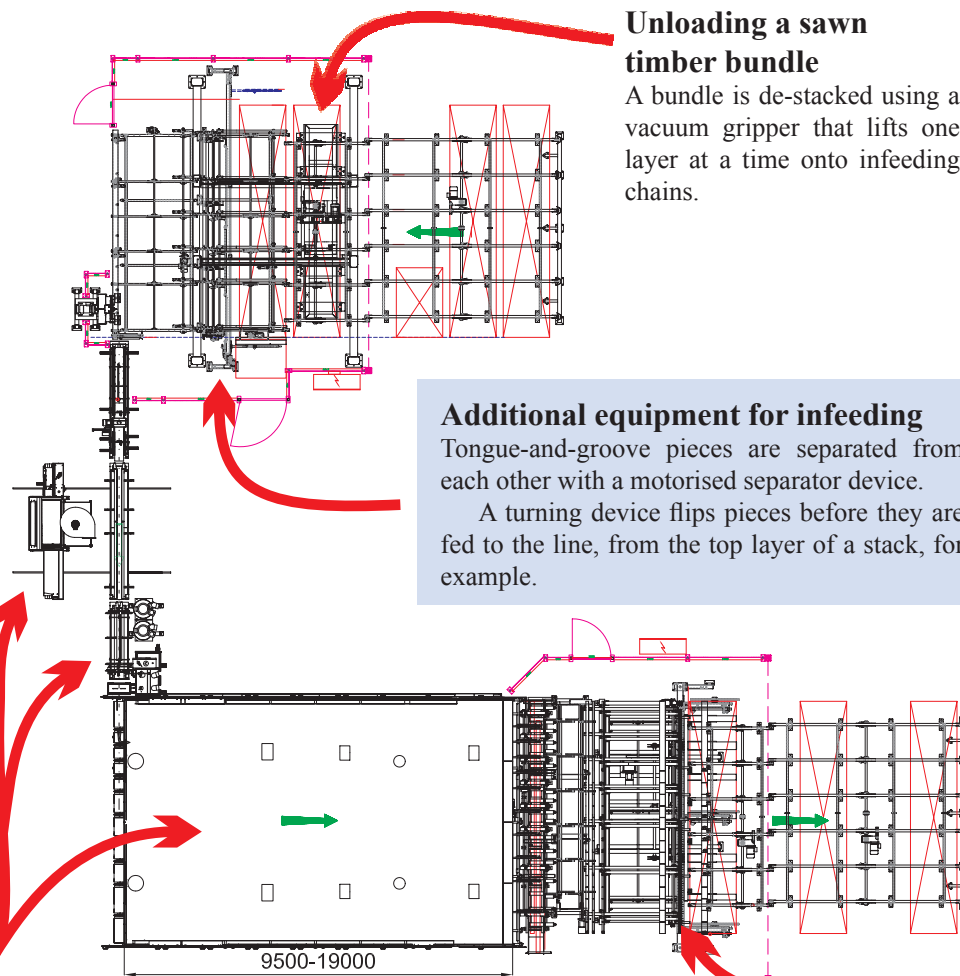 Unloading a sawn
timber bundle
A bundle is de-stacked using a
vacuum gripper that lifts one
layer at a time onto infeeding
chains.
Additional equipment for infeeding
Tongue-and-groove pieces are separated from
each other with a motorised separator device.
A turning device flips pieces before they are
fed to the line, from the top layer of a stack, for
example.
9500-19000